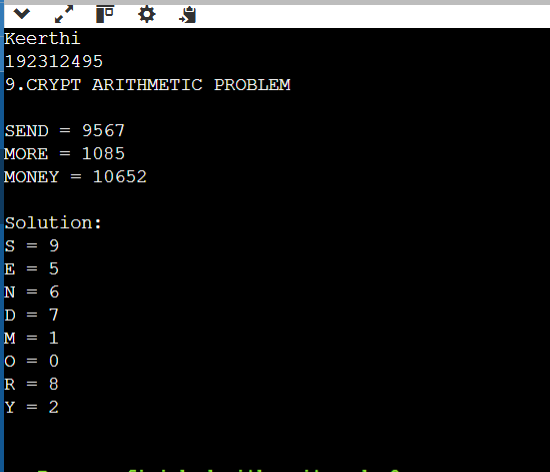 Keerthi
192312495
9.CRYPT ARITHMETIC PROBLEM
SEND = 9567
MORE = 1085
MONEY = 10652
Solution:
S = 9
E = 5
N = 6
D = 7
M = 1
O = 0
R = 8
Y = 2